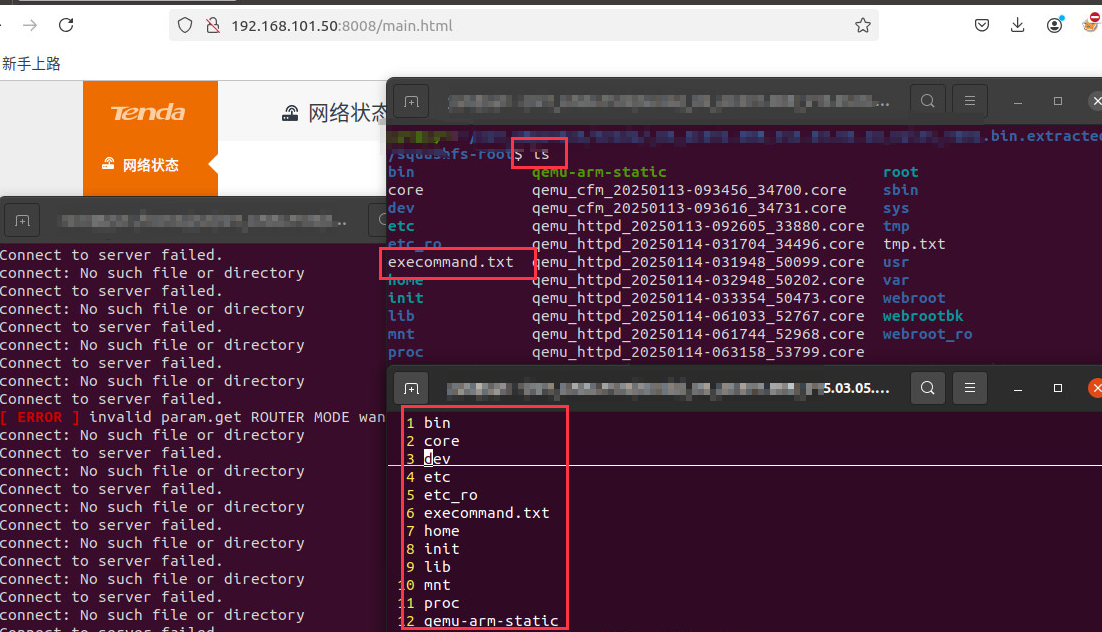 192.168.101.50:8008/main.html
新手上路
Tenda
网络状态
网络状态
...
.bin.extracted
/squashfs-root$ ls
bin qemu-arm-static root
core qemu_cfm_20250113-093456_34700.core sbin
dev qemu_cfm_20250113-093616_34731.core sys
etc qemu_httpd_20250113-092605_33880.core tmp
etc_ro qemu_httpd_20250114-031704_34496.core tmp.txt
execommand.txt qemu_httpd_20250114-031948_50099.core usr
home qemu_httpd_20250114-032948_50202.core var
init qemu_httpd_20250114-033354_50473.core webroot
lib qemu_httpd_20250114-061033_52767.core webrootbk
mnt qemu_httpd_20250114-061744_52968.core webroot_ro
proc qemu_httpd_20250114-063158_53799.core
...
Connect to server failed.
connect: No such file or directory
Connect to server failed.
connect: No such file or directory
Connect to server failed.
connect: No such file or directory
Connect to server failed.
connect: No such file or directory
Connect to server failed.
[ ERROR ] invalid param.get ROUTER MODE wan
connect: No such file or directory
Connect to server failed.
connect: No such file or directory
Connect to server failed.
connect: No such file or directory
Connect to server failed.
connect: No such file or directory
Connect to server failed.
connect: No such file or directory
Connect to server failed.
connect: No such file or directory
Connect to server failed.
5.03.05....
1 bin
2 core
3 dev
4 etc
5 etc_ro
6 execommand.txt
7 home
8 init
9 lib
10 mnt
11 proc
12 qemu-arm-static